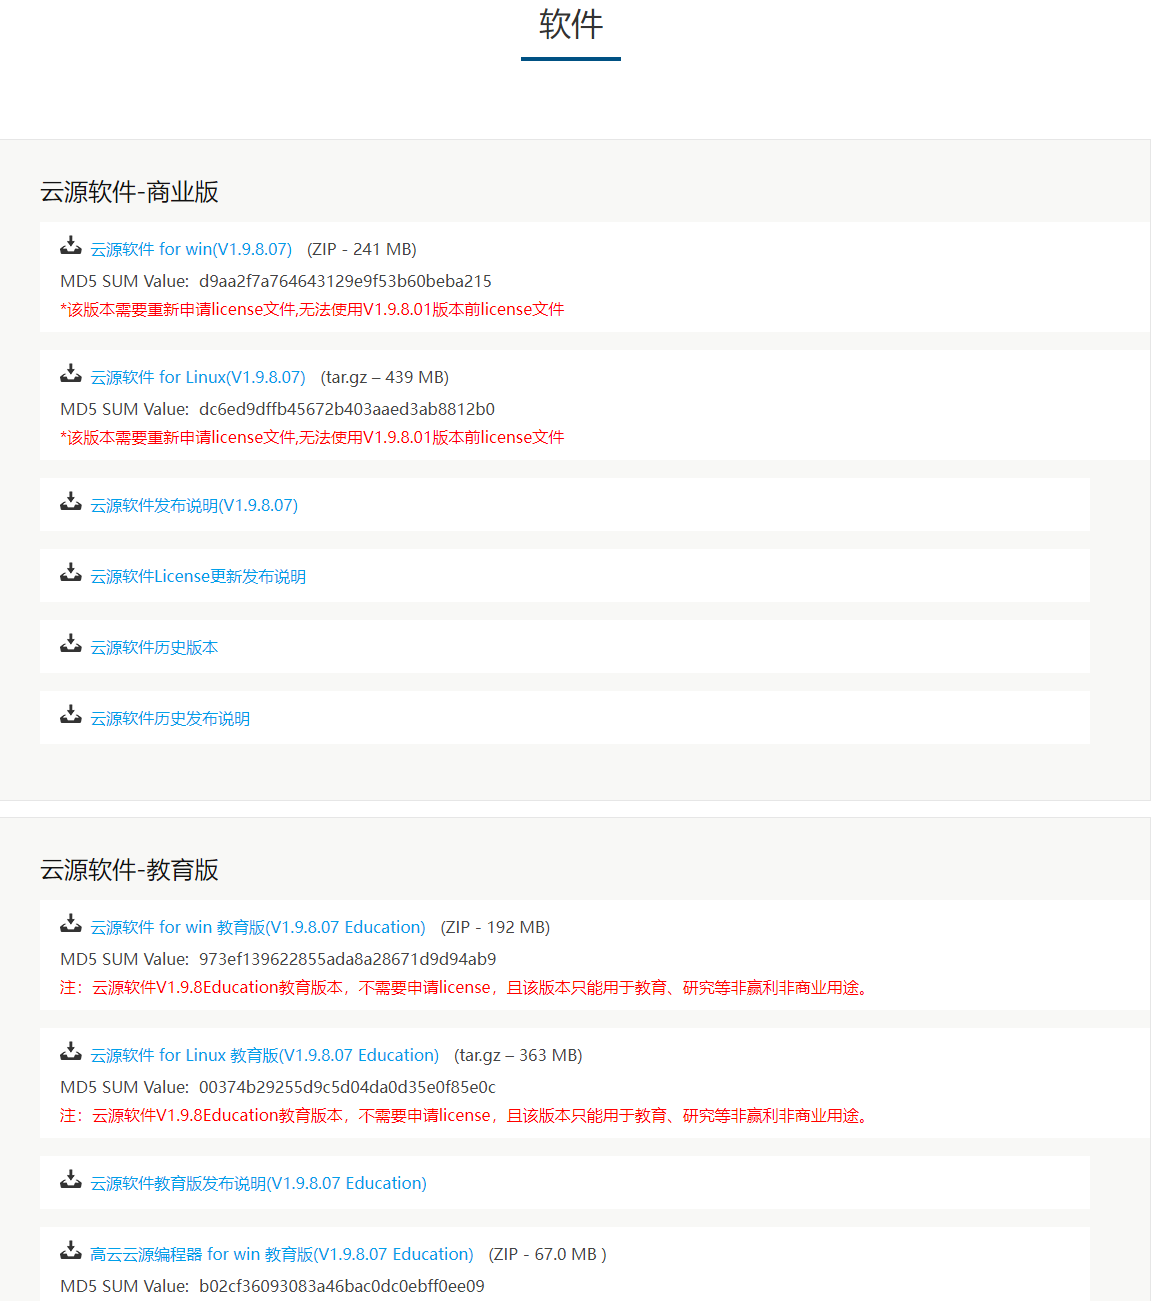 软件
云源软件-商业版
云源软件 for win(V1.9.8.07) (ZIP - 241 MB)
MD5 SUM Value: d9aa2f7a764643129e9f53b60beba215
*该版本需要重新申请license文件,无法使用V1.9.8.01版本前license文件
云源软件 for Linux(V1.9.8.07) (tar.gz – 439 MB)
MD5 SUM Value: dc6ed9dffb45672b403aaed3ab8812b0
*该版本需要重新申请license文件,无法使用V1.9.8.01版本前license文件
云源软件发布说明(V1.9.8.07)
云源软件License更新发布说明
云源软件历史版本
云源软件历史发布说明
云源软件-教育版
云源软件 for win 教育版(V1.9.8.07 Education) (ZIP - 192 MB)
MD5 SUM Value: 973ef139622855ada8a28671d9d94ab9
注：云源软件V1.9.8Education教育版本，不需要申请license，且该版本只能用于教育、研究等非赢利非商业用途。
云源软件 for Linux 教育版(V1.9.8.07 Education) (tar.gz – 363 MB)
MD5 SUM Value: 00374b29255d9c5d04da0d35e0f85e0c
注：云源软件V1.9.8Education教育版本，不需要申请license，且该版本只能用于教育、研究等非赢利非商业用途。
云源软件教育版发布说明(V1.9.8.07 Education)
高云云源编程器 for win 教育版(V1.9.8.07 Education) (ZIP - 67.0 MB )
MD5 SUM Value: b02cf36093083a46bac0dc0ebff0ee09